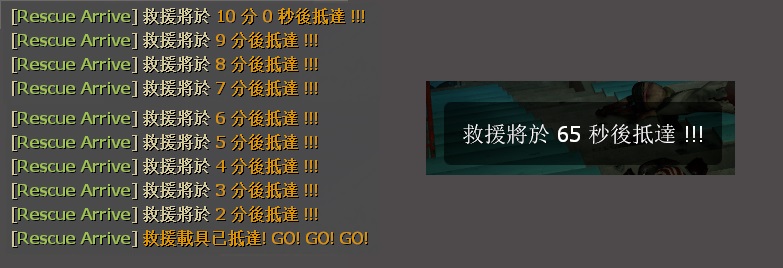 [Rescue Arrive] 救援將於 10 分 0 秒後抵達 !!!
[Rescue Arrive] 救援將於 9 分後抵達 !!!
[Rescue Arrive] 救援將於 8 分後抵達 !!!
[Rescue Arrive] 救援將於 7 分後抵達 !!!
[Rescue Arrive] 救援將於 6 分後抵達 !!!
[Rescue Arrive] 救援將於 5 分後抵達 !!!
[Rescue Arrive] 救援將於 4 分後抵達 !!!
[Rescue Arrive] 救援將於 3 分後抵達 !!!
[Rescue Arrive] 救援將於 2 分後抵達 !!!
[Rescue Arrive] 救援載具已抵達! GO! GO! GO!
救援將於 65 秒後抵達 !!!